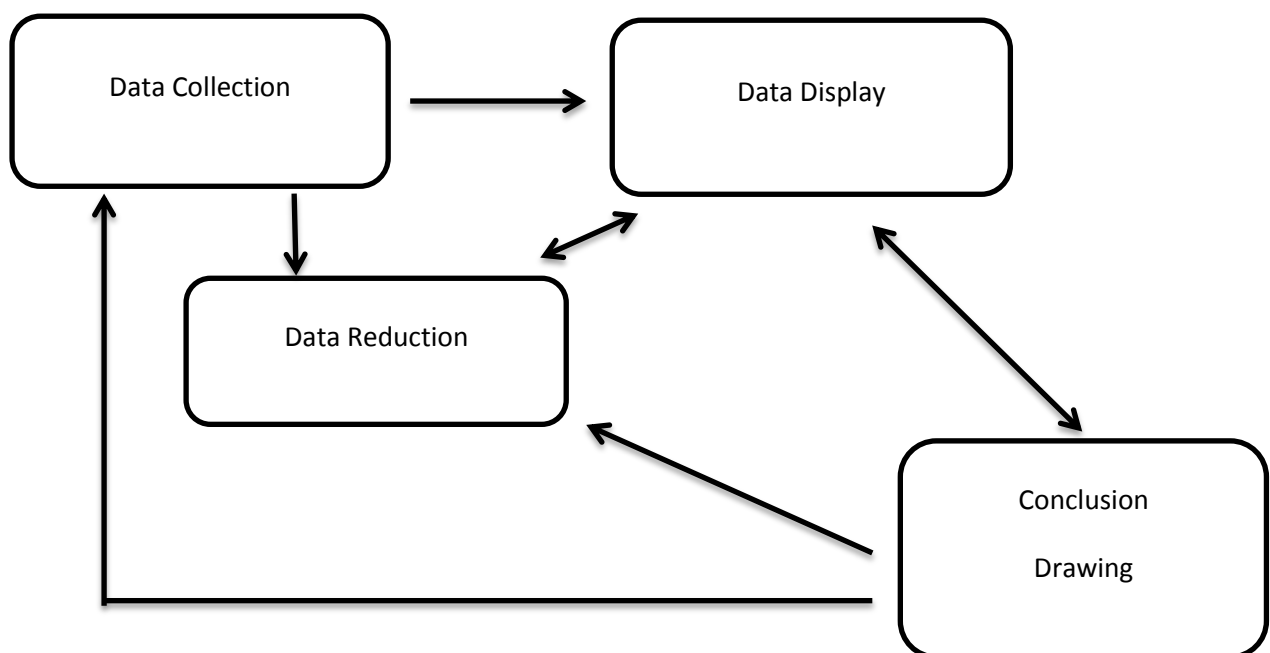 Data Collection
Data Display
Data Reduction
Conclusion
Drawing